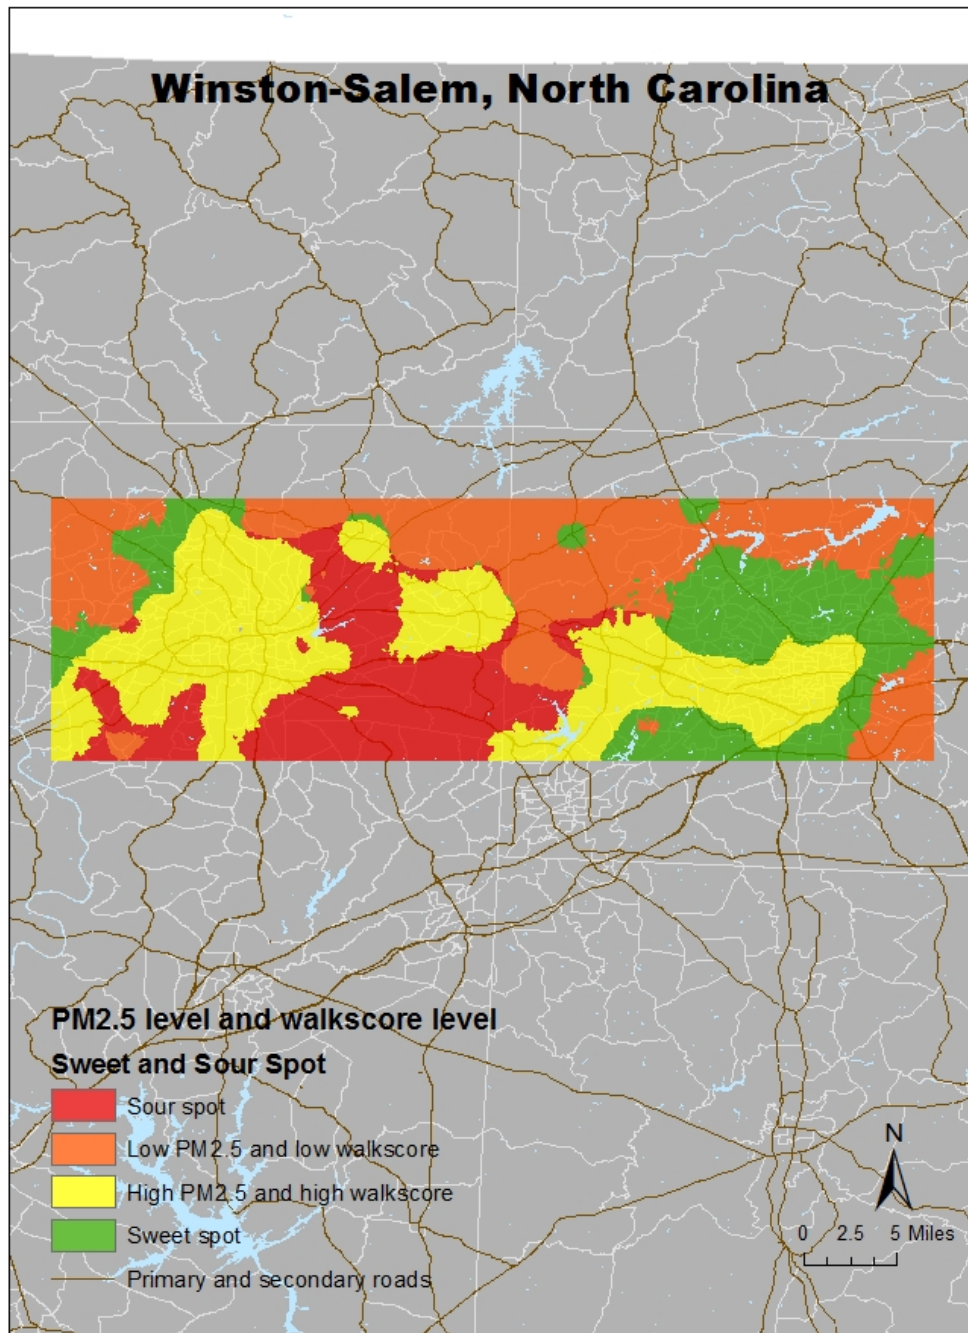 Winston-Salem, North Carolina
PM2.5 level and walkscore level
Sweet and Sour Spot
Sour spot
Low PM2.5 and low walkscore
High PM2.5 and high walkscore
Sweet spot
Primary and secondary roads
N
0 2.5 5 Miles